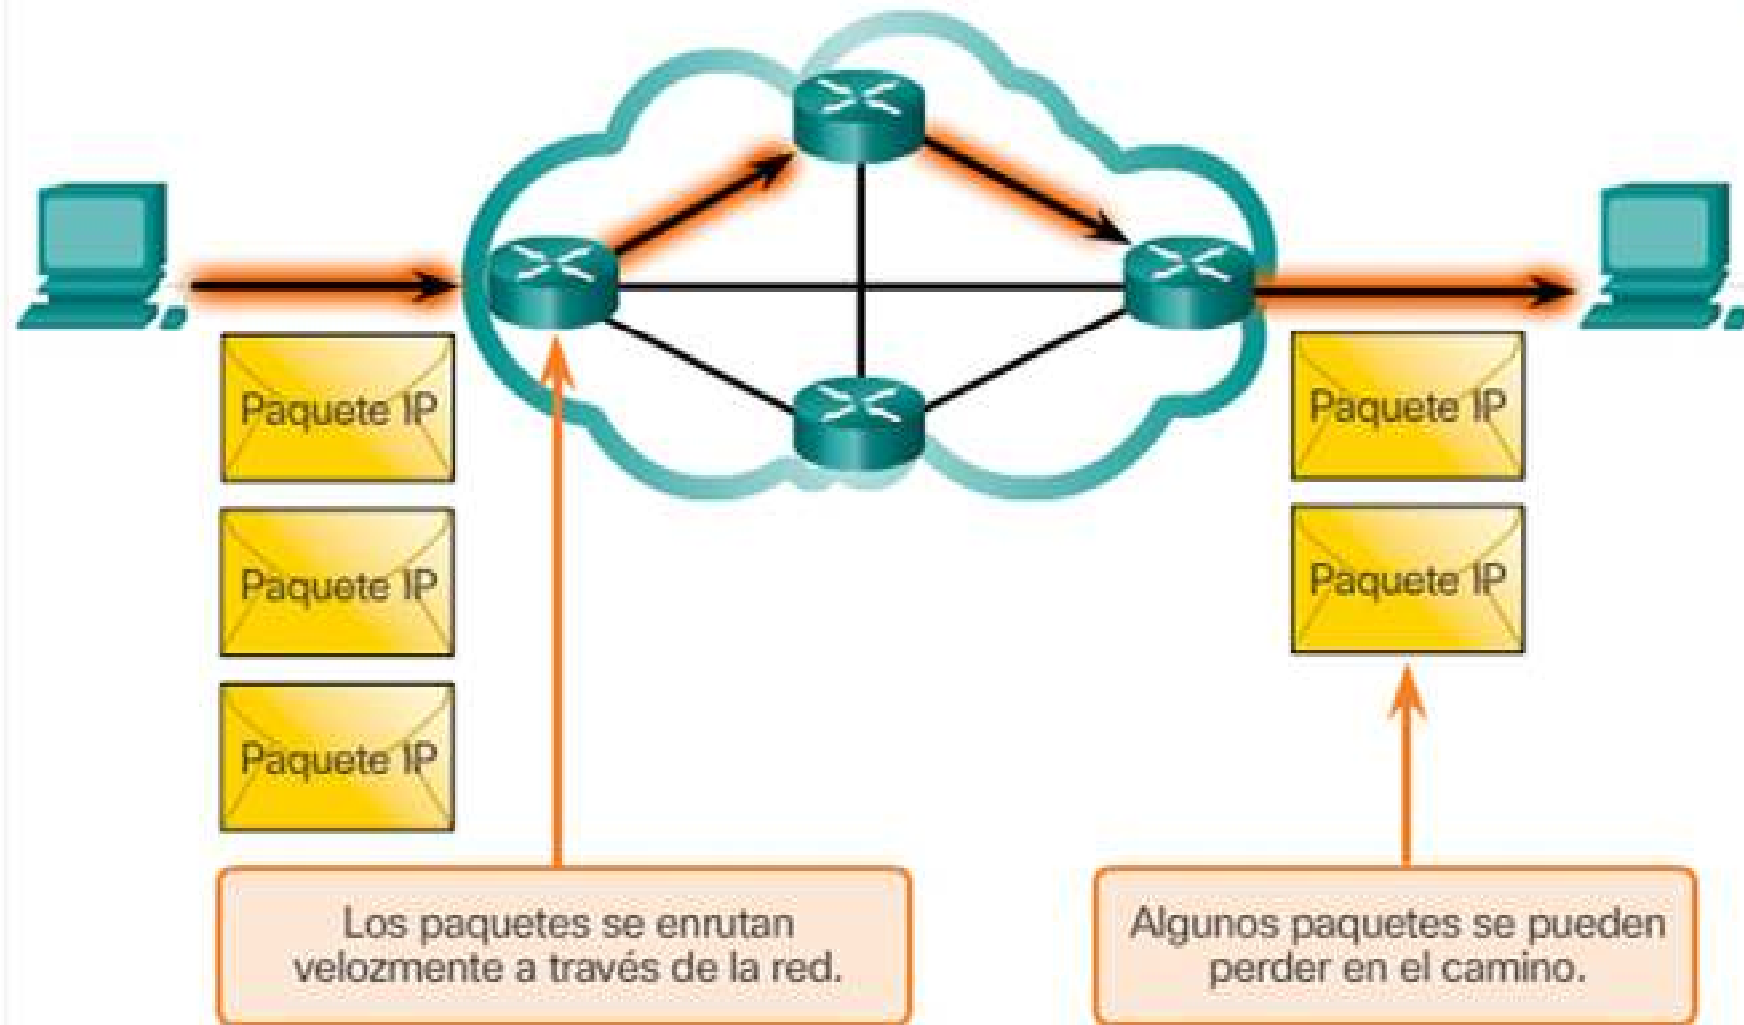 Paquete IP
Paquete IP
Paquete IP
Paquete IP
Paquete IP
Los paquetes se enrutan
velozmente a través de la red.
Algunos paquetes se pueden
perder en el camino.